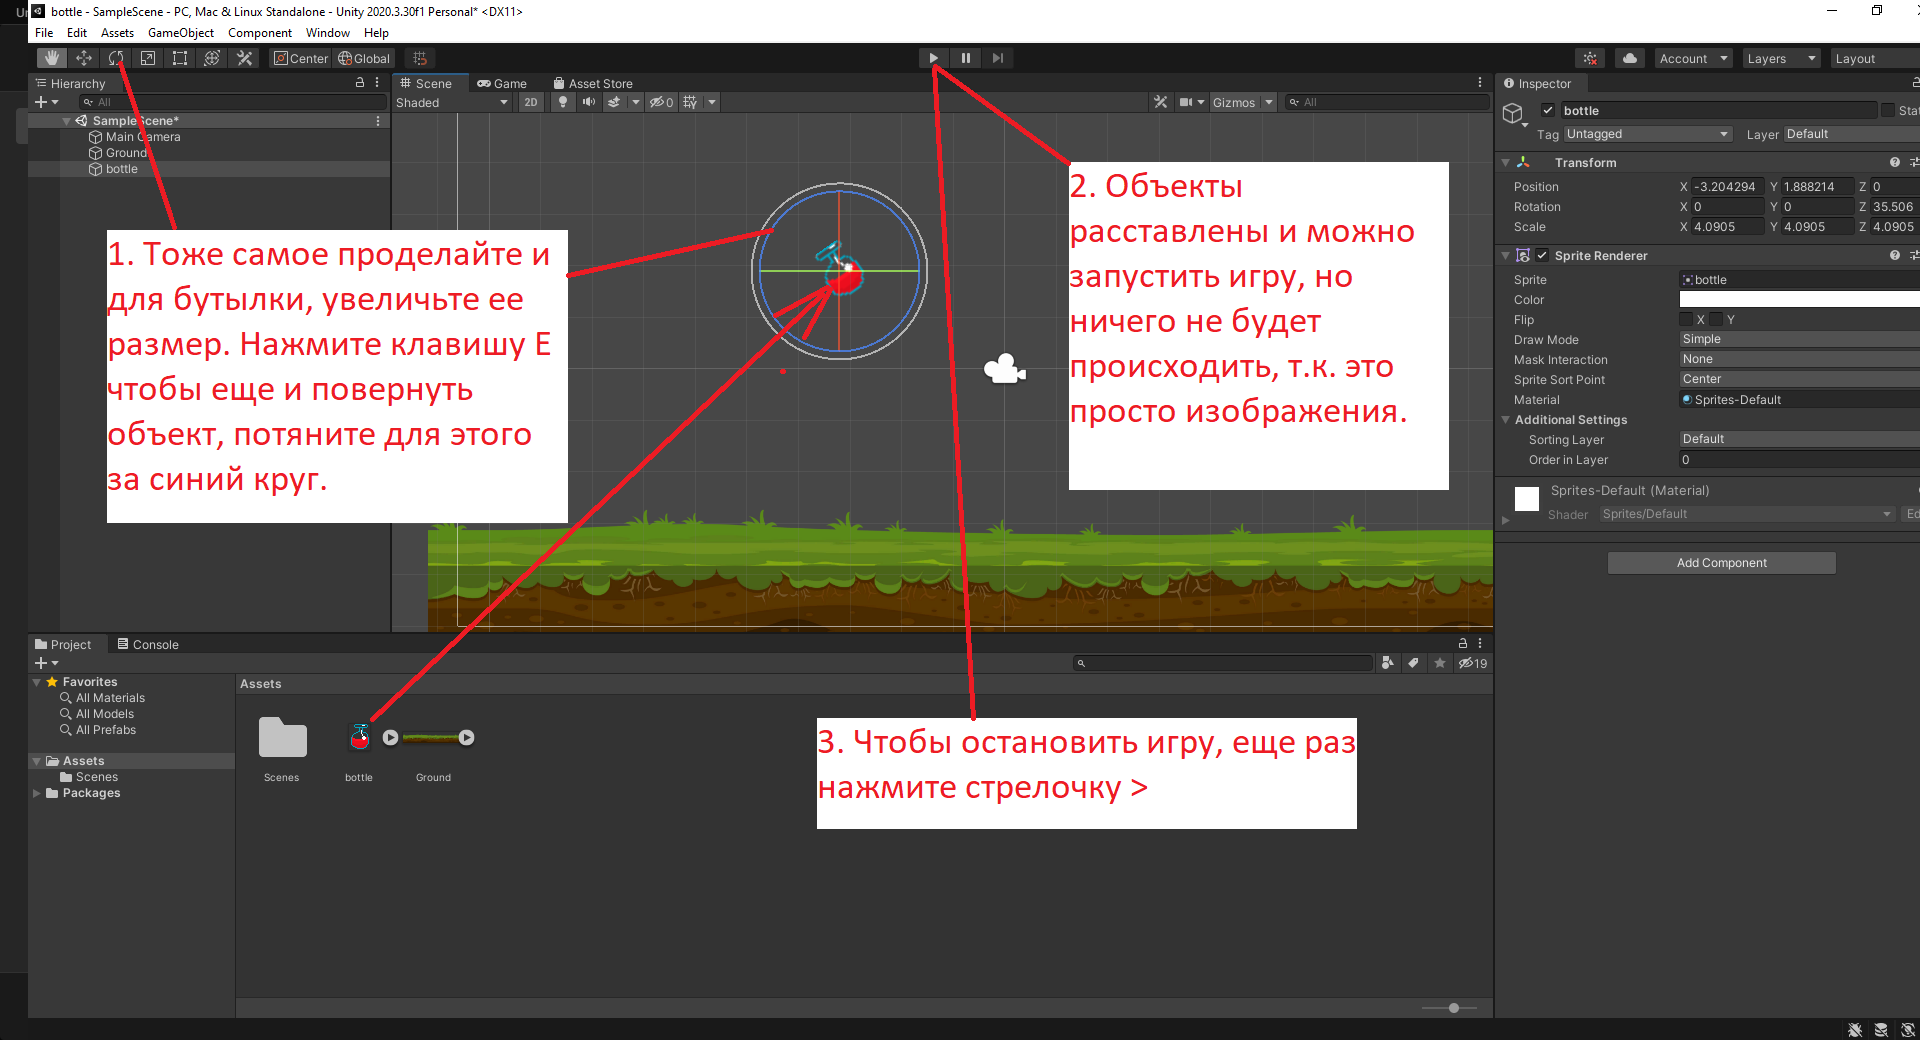 Un
bottle - SampleScene - PC, Mac & Linux Standalone - Unity 2020.3.30f1 Personal* <DX11>
File Edit Assets GameObject Component Window Help
Center Global
Account Layers Layout
Hierarchy
All
SampleScene*
Main Camera
Ground
bottle
Scene Game Asset Store
Shaded 2D 0 Gizmos All
1. Тоже самое проделайте и
для бутылки, увеличьте ее
размер. Нажмите клавишу E
чтобы еще и повернуть
объект, потяните для этого
за синий круг.
2. Объекты
расставлены и можно
запустить игру, но
ничего не будет
происходить, т.к. это
просто изображения.
3. Чтобы остановить игру, еще раз
нажмите стрелочку >
Inspector
bottle Stat
Tag Untagged Layer Default
Transform
Position X -3.204294 Y 1.888214 Z 0
Rotation X 0 Y 0 Z 35.506
Scale X 4.0905 Y 4.0905 Z 4.0905
Sprite Renderer
Sprite bottle
Color
Flip X Y
Draw Mode Simple
Mask Interaction None
Sprite Sort Point Center
Material Sprites-Default
Additional Settings
Sorting Layer Default
Order in Layer 0
Sprites-Default (Material)
Shader Sprites/Default Ed
Add Component
Project Console
19
Favorites
All Materials
All Models
All Prefabs
Assets
Scenes
Packages
Assets
Scenes bottle Ground